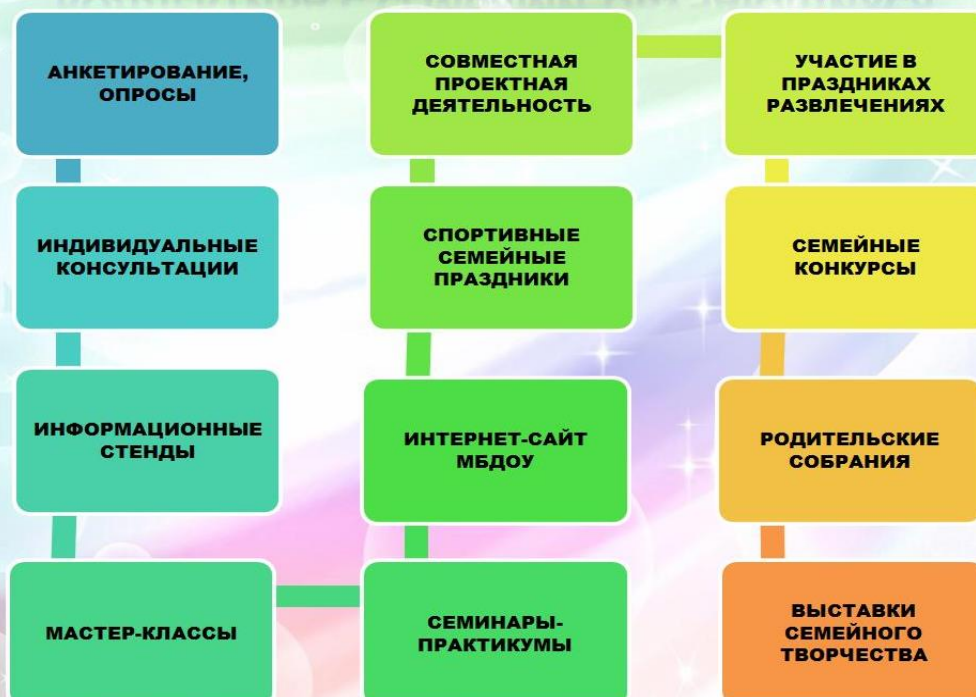 АНКЕТИРОВАНИЕ,
ОПРОСЫ
ИНДИВИДУАЛЬНЫЕ
КОНСУЛЬТАЦИИ
ИНФОРМАЦИОННЫЕ
СТЕНДЫ
МАСТЕР-КЛАССЫ
СЕМИНАРЫ-
ПРАКТИКУМЫ
ИНТЕРНЕТ-САЙТ
МБДОУ
СПОРТИВНЫЕ
СЕМЕЙНЫЕ
ПРАЗДНИКИ
СОВМЕСТНАЯ
ПРОЕКТНАЯ
ДЕЯТЕЛЬНОСТЬ
УЧАСТИЕ В
ПРАЗДНИКАХ
РАЗВЛЕЧЕНИЯХ
СЕМЕЙНЫЕ
КОНКУРСЫ
РОДИТЕЛЬСКИЕ
СОБРАНИЯ
ВЫСТАВКИ
СЕМЕЙНОГО
ТВОРЧЕСТВА